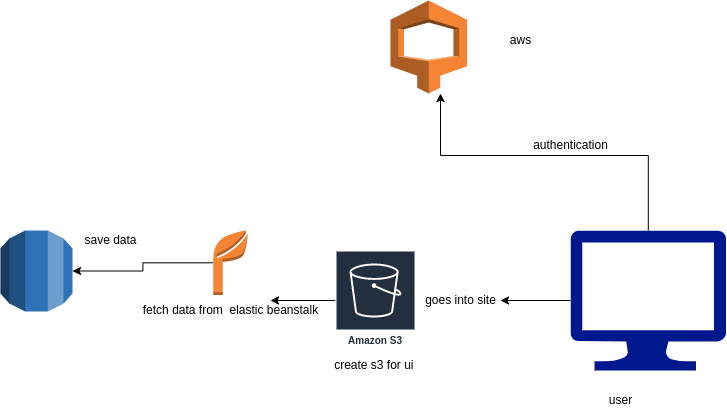 aws
authentication
save data
goes into site
fetch data from  elastic beanstalk
Amazon S3
create s3 for ui
user